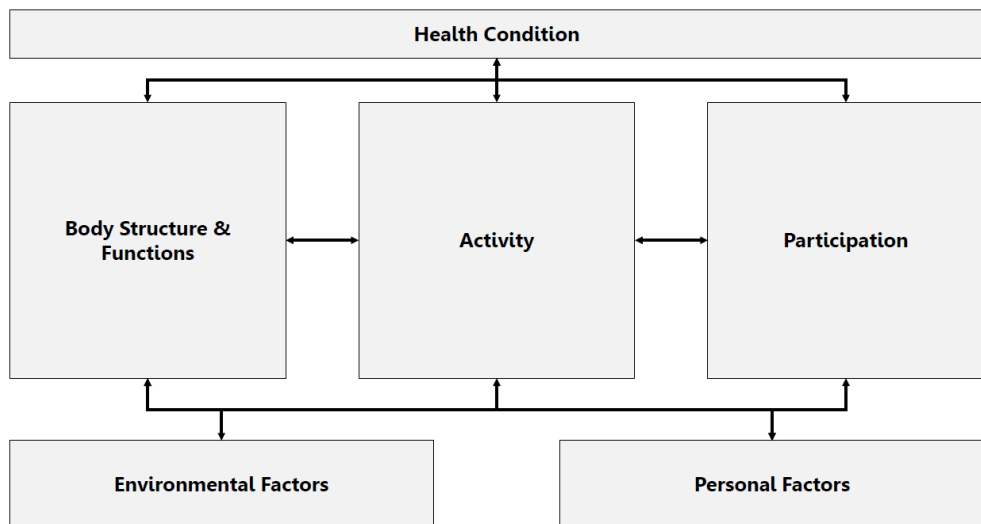 Health Condition
Body Structure &
Functions
Activity
Participation
Environmental Factors
Personal Factors